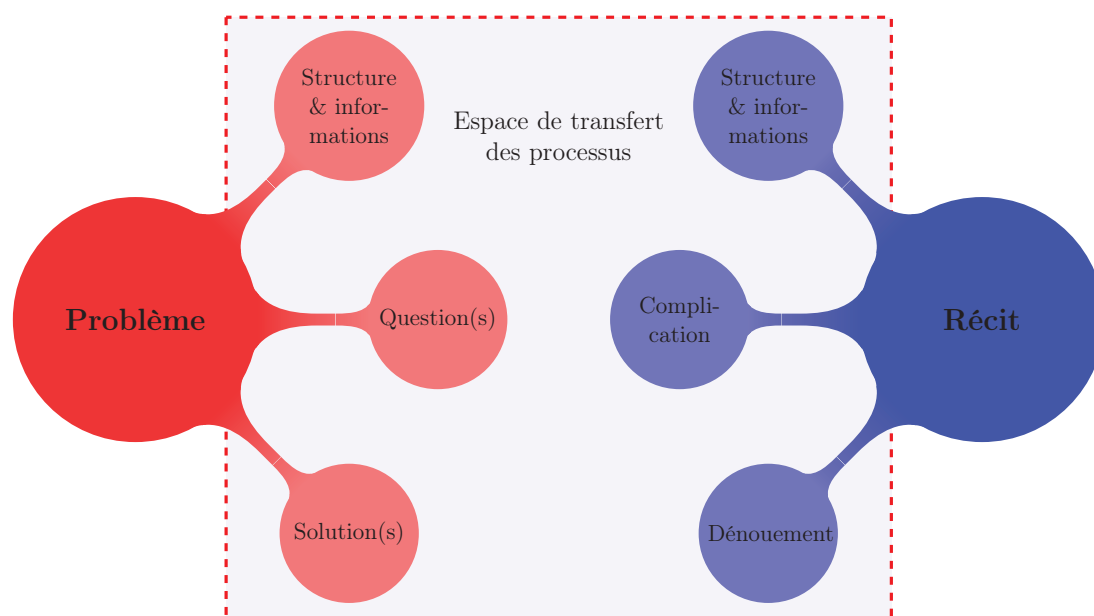 Structure
& infor-
mations
Structure
& infor-
mations
Espace de transfert
des processus
Problème
Question(s)
Compli-
cation
Récit
Solution(s)
Dénouement